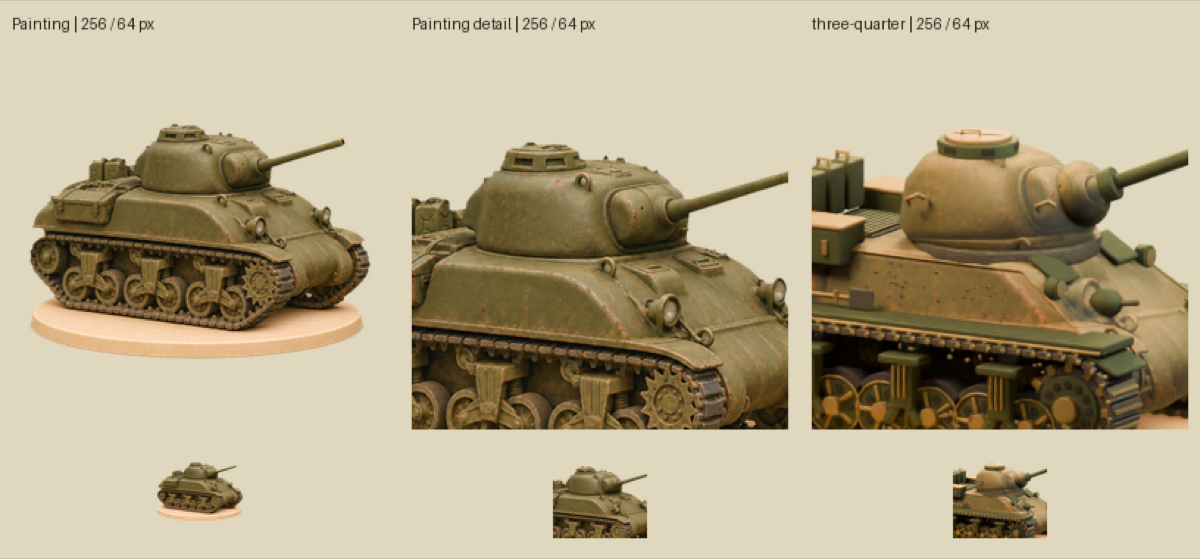 Painting | 256 / 64 px
Painting detail | 256 / 64 px
three-quarter | 256 / 64 px